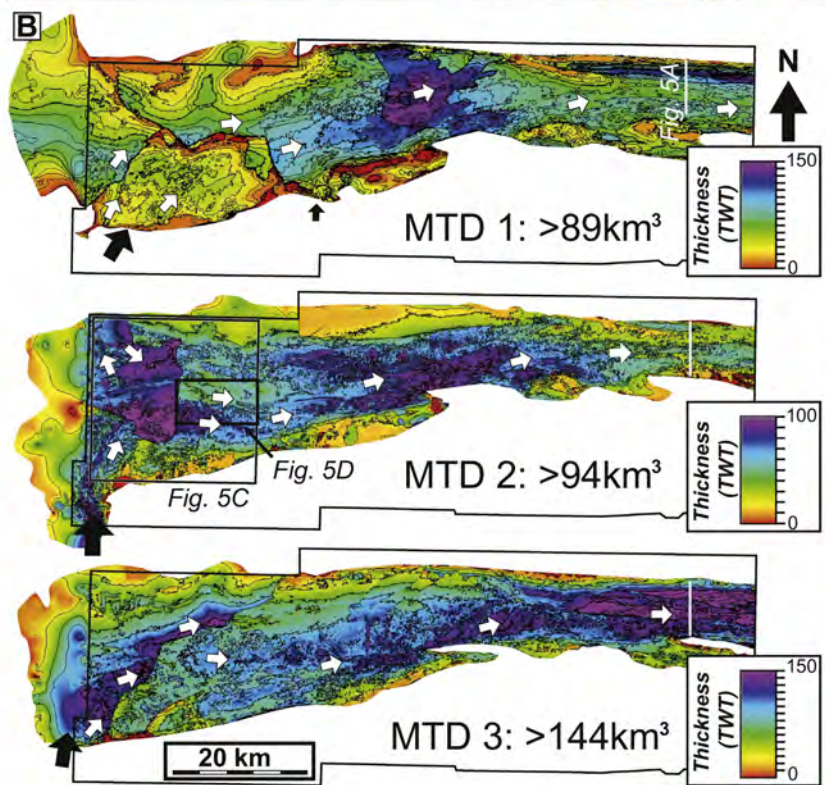 B
N
Fig. 5A
150
Thickness
(TWT)
0
MTD 1: >89km³
100
Thickness
(TWT)
0
MTD 2: >94km³
Fig. 5D
Fig. 5C
150
Thickness
(TWT)
0
MTD 3: >144km³
20 km